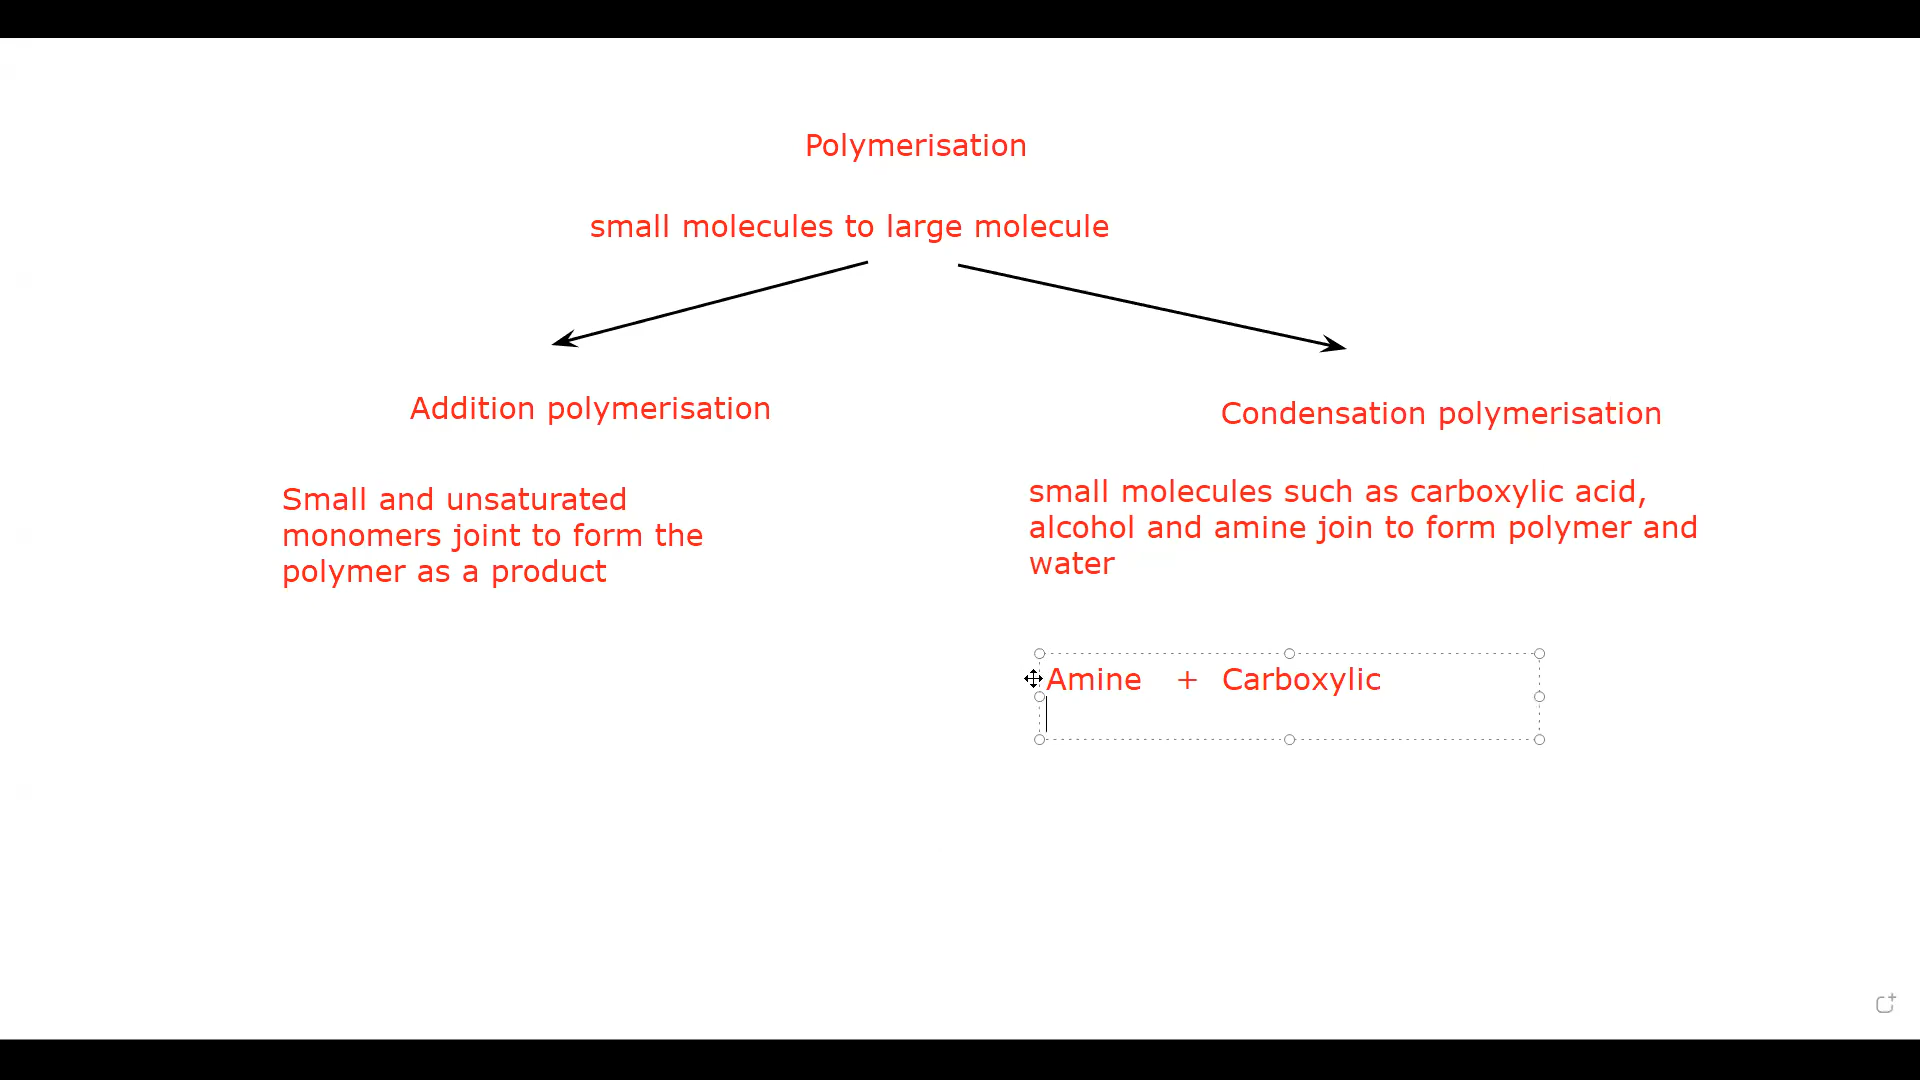 Polymerisation
small molecules to large molecule
Addition polymerisation
Small and unsaturated
monomers joint to form the
polymer as a product
Condensation polymerisation
small molecules such as carboxylic acid,
alcohol and amine join to form polymer and
water
Amine + Carboxylic